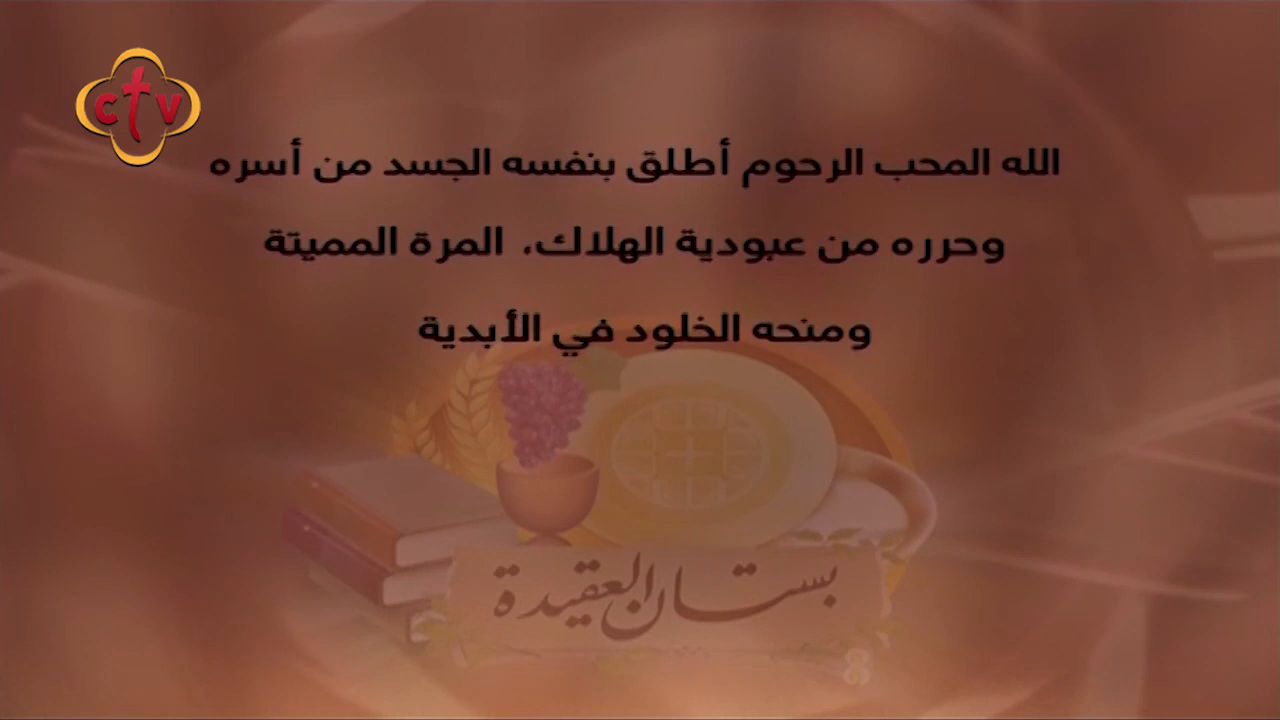 ctv
الله المحب الرحوم أطلق بنفسه الجسد من أسره
وحرره من عبودية الهلاك، المرة المميتة
ومنحه الخلود في الأبدية
بستان العقيدة
8